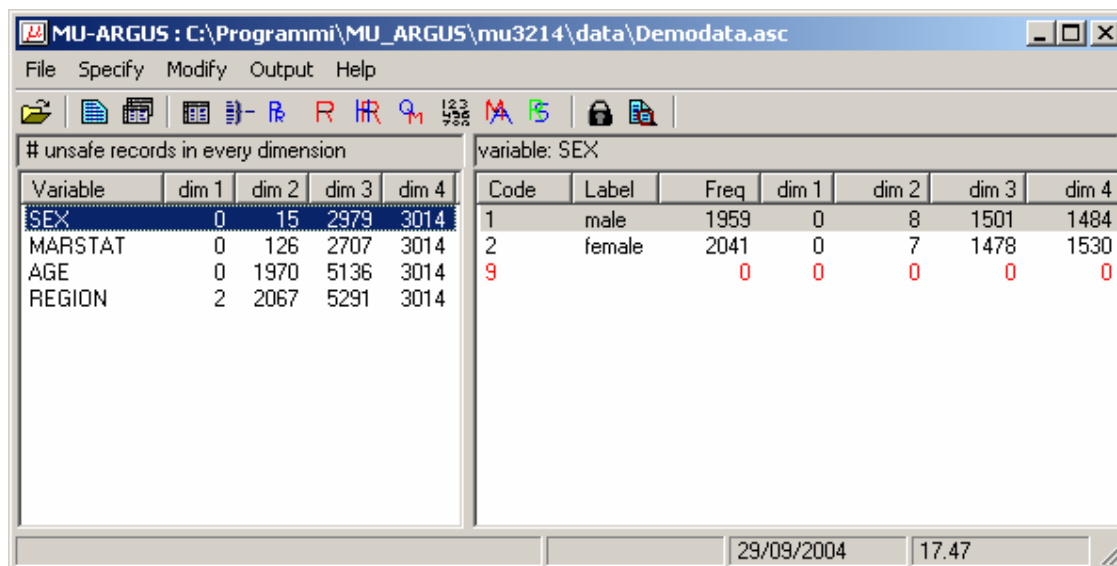 MU-ARGUS : C:\Programmi\MU_ARGUS\mu3214\data\Demodata.asc
File Specify Modify Output Help
# unsafe records in every dimension
variable: SEX
Variable dim 1 dim 2 dim 3 dim 4
SEX 0 15 2979 3014
MARSTAT 0 126 2707 3014
AGE 0 1970 5136 3014
REGION 2 2067 5291 3014
Code Label Freq dim 1 dim 2 dim 3 dim 4
1 male 1959 0 8 1501 1484
2 female 2041 0 7 1478 1530
9 0 0 0 0 0
29/09/2004 17.47